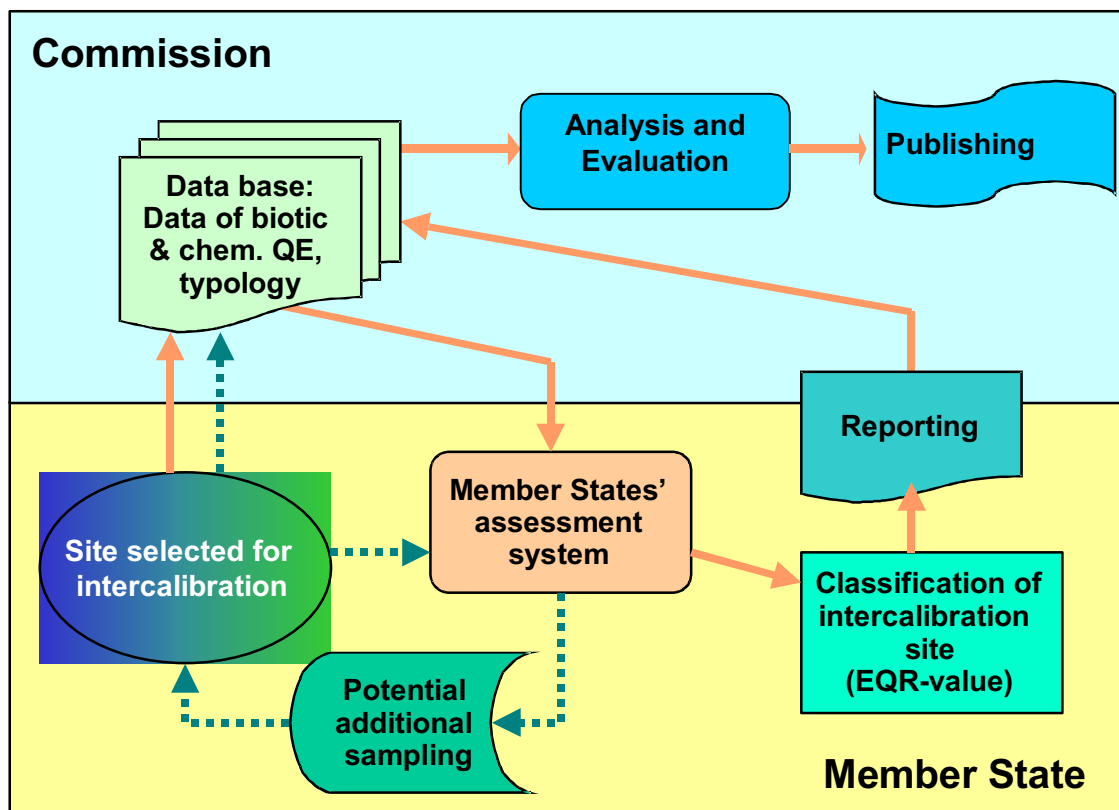 Commission
Analysis and
Evaluation
Publishing
Data base:
Data of biotic
& chem. QE,
typology
Reporting
Member States’
assessment
system
Site selected for
intercalibration
Classification of
intercalibration
site
(EQR-value)
Potential
additional
sampling
Member State